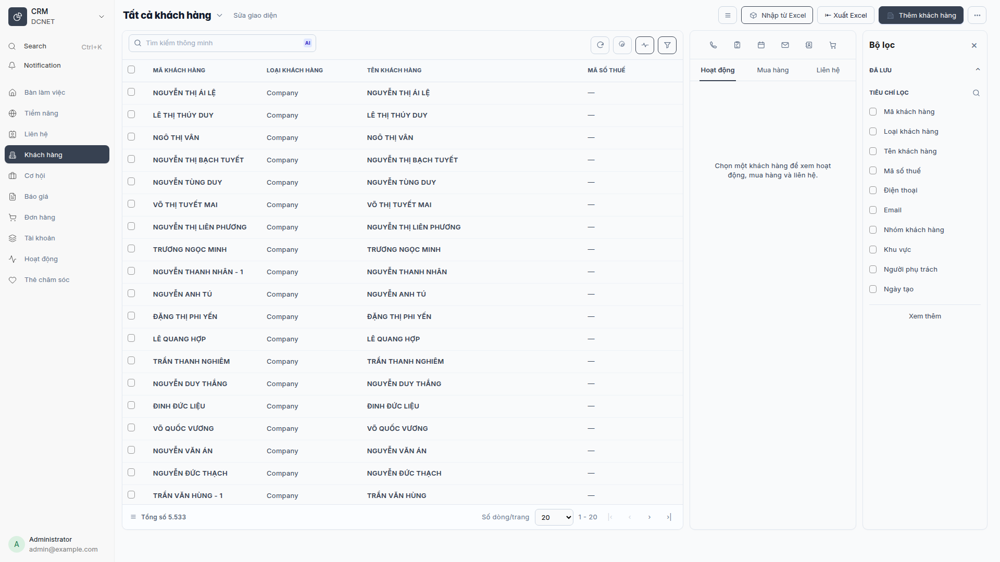 CRM
DCNET
Search Ctrl+K
Notification
Bàn làm việc
Tiềm năng
Liên hệ
Khách hàng
Cơ hội
Báo giá
Đơn hàng
Tài khoản
Hoạt động
Thẻ chăm sóc
Administrator
A
admin@example.com
Tất cả khách hàng Sửa giao diện Nhập từ Excel Xuất Excel Thêm khách hàng
Tìm kiếm thông minh AI
MÃ KHÁCH HÀNG LOẠI KHÁCH HÀNG TÊN KHÁCH HÀNG MÃ SỐ THUẾ
NGUYỄN THỊ ÁI LỆ Company NGUYỄN THỊ ÁI LỆ —
LÊ THỊ THÚY DUY Company LÊ THỊ THÚY DUY —
NGÔ THỊ VÂN Company NGÔ THỊ VÂN —
NGUYỄN THỊ BẠCH TUYẾT Company NGUYỄN THỊ BẠCH TUYẾT —
NGUYỄN TÙNG DUY Company NGUYỄN TÙNG DUY —
VÕ THỊ TUYẾT MAI Company VÕ THỊ TUYẾT MAI —
NGUYỄN THỊ LIÊN PHƯƠNG Company NGUYỄN THỊ LIÊN PHƯƠNG —
TRƯƠNG NGỌC MINH Company TRƯƠNG NGỌC MINH —
NGUYỄN THANH NHÂN - 1 Company NGUYỄN THANH NHÂN —
NGUYỄN ANH TÚ Company NGUYỄN ANH TÚ —
ĐẶNG THỊ PHI YẾN Company ĐẶNG THỊ PHI YẾN —
LÊ QUANG HỢP Company LÊ QUANG HỢP —
TRẦN THANH NGHIÊM Company TRẦN THANH NGHIÊM —
NGUYỄN DUY THẮNG Company NGUYỄN DUY THẮNG —
ĐINH ĐỨC LIỆU Company ĐINH ĐỨC LIỆU —
VÕ QUỐC VƯƠNG Company VÕ QUỐC VƯƠNG —
NGUYỄN VĂN ÁN Company NGUYỄN VĂN ÁN —
NGUYỄN ĐỨC THẠCH Company NGUYỄN ĐỨC THẠCH —
TRẦN VĂN HÙNG - 1 Company TRẦN VĂN HÙNG —
Tổng số 5.533 Số dòng/trang 20 1 - 20
Hoạt động Mua hàng Liên hệ
Chọn một khách hàng để xem hoạt
động, mua hàng và liên hệ.
Bộ lọc
ĐÃ LƯU
TIÊU CHÍ LỌC
Mã khách hàng
Loại khách hàng
Tên khách hàng
Mã số thuế
Điện thoại
Email
Nhóm khách hàng
Khu vực
Người phụ trách
Ngày tạo
Xem thêm